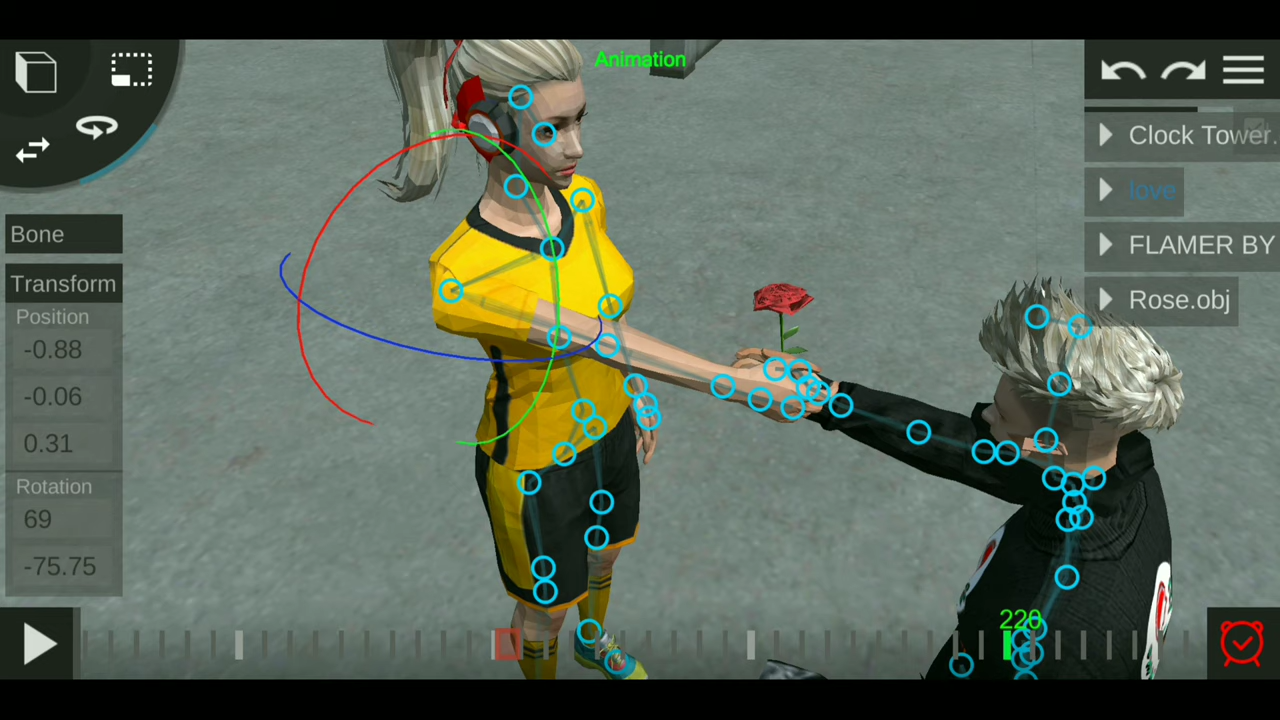 Animation
Clock Tower.
love
FLAMER BY
Rose.obj
Bone
Transform
Position
-0.88
-0.06
0.31
Rotation
69
-75.75
220